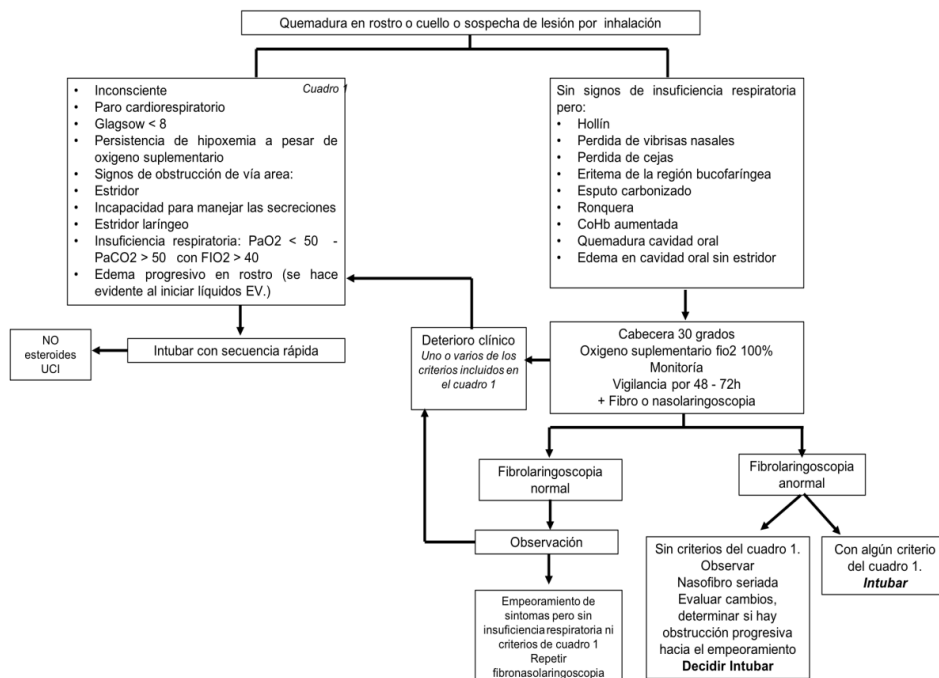 Quemadura en rostro o cuello o sospecha de lesión por inhalación
Cuadro 1
• Inconsciente
• Paro cardiorespiratorio
• Glagsow < 8
• Persistencia de hipoxemia a pesar de
oxigeno suplementario
• Signos de obstrucción de vía area:
• Estridor
• Incapacidad para manejar las secreciones
• Estridor laríngeo
• Insuficiencia respiratoria: PaO2 < 50 -
PaCO2 > 50 con FIO2 > 40
• Edema progresivo en rostro (se hace
evidente al iniciar líquidos EV.)
Sin signos de insuficiencia respiratoria
pero:
• Hollín
• Perdida de vibrisas nasales
• Perdida de cejas
• Eritema de la región bucofaríngea
• Esputo carbonizado
• Ronquera
• CoHb aumentada
• Quemadura cavidad oral
• Edema en cavidad oral sin estridor
NO
esteroides
UCI
Intubar con secuencia rápida
Deterioro clínico
Uno o varios de los
criterios incluidos en
el cuadro 1
Cabecera 30 grados
Oxigeno suplementario fio2 100%
Monitoría
Vigilancia por 48 - 72h
+ Fibro o nasolaringoscopia
Fibrolaringoscopia
normal
Fibrolaringoscopia
anormal
Observación
Empeoramiento de
sintomas pero sin
insuficiencia respiratoria ni
criterios de cuadro 1
Repetir
fibronasolaringoscopia
Sin criterios del cuadro 1.
Observar
Nasofibro seriada
Evaluar cambios,
determinar si hay
obstrucción progresiva
hacia el empeoramiento
Decidir Intubar
Con algún criterio
del cuadro 1.
Intubar